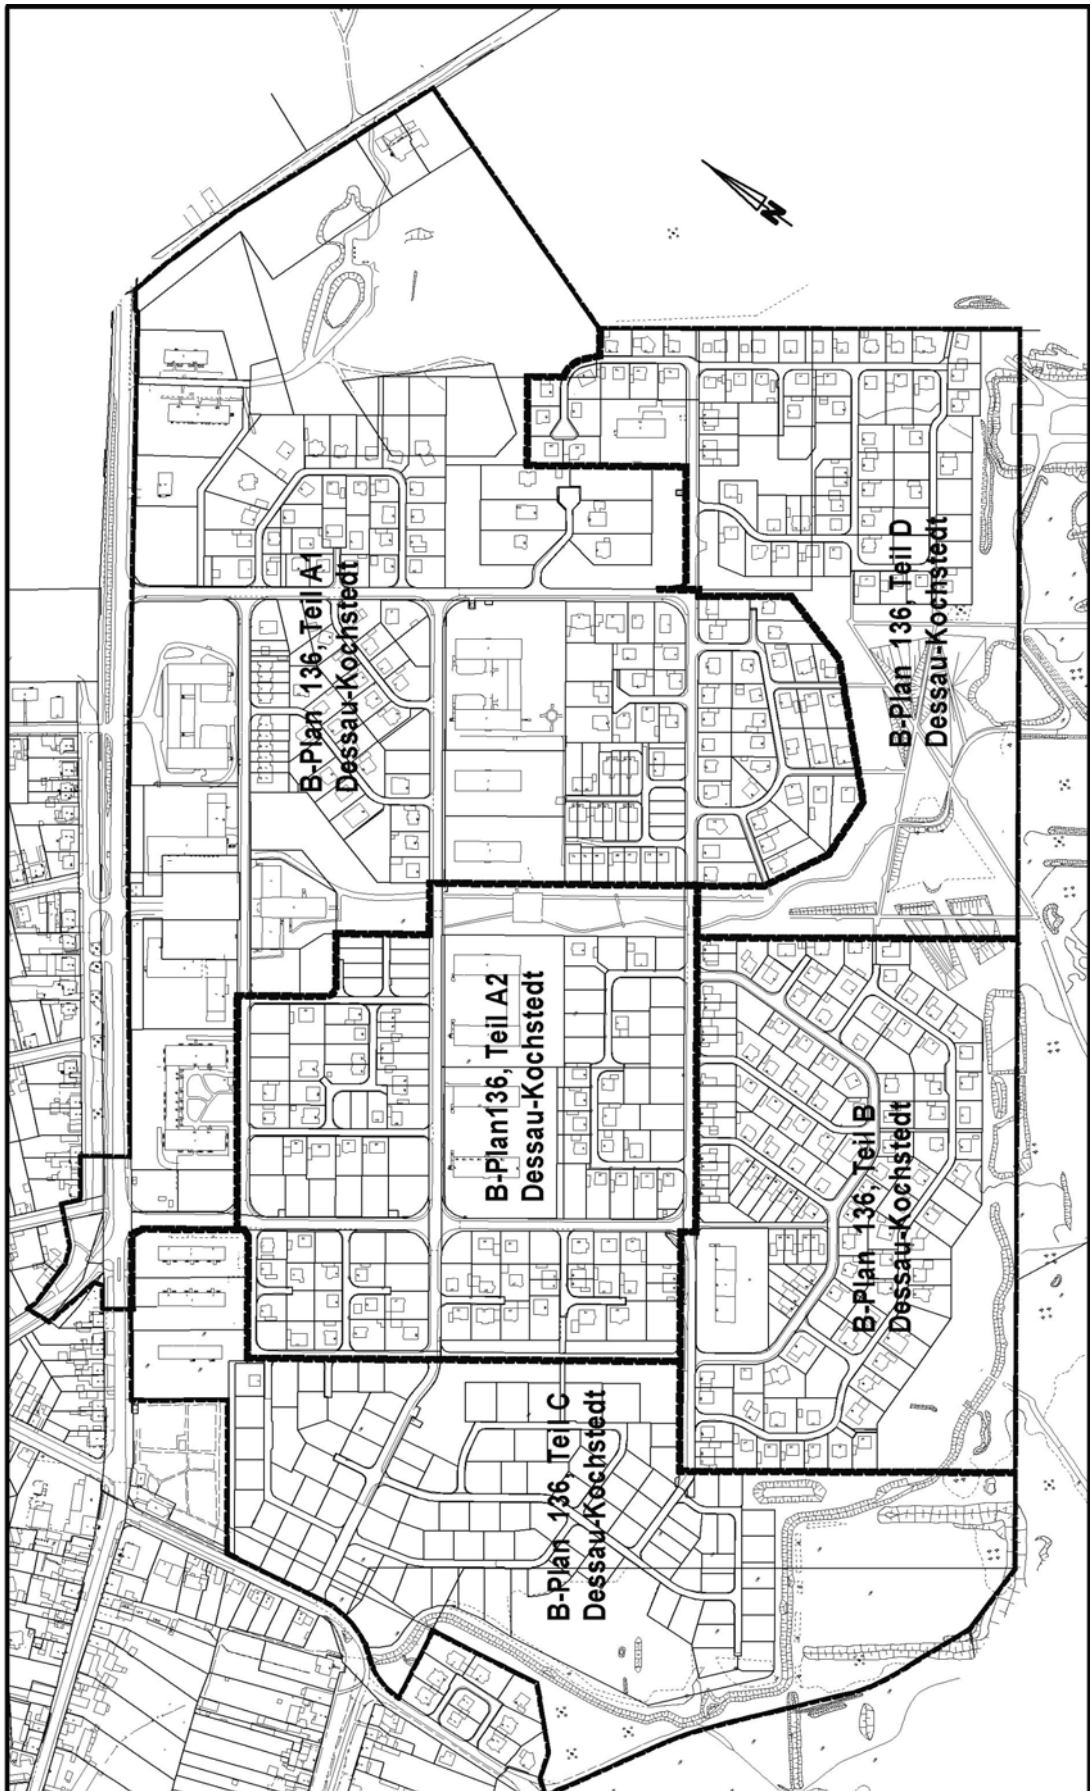 B-Plan 136, Teil A1
Dessau-Kochstedt
B-Plan136, Teil A2
Dessau-Kochstedt
B-Plan 136, Teil D
Dessau-Kochstedt
B-Plan 136, Teil B
Dessau-Kochstedt
B-Plan 136, Teil C
Dessau-Kochstedt
N